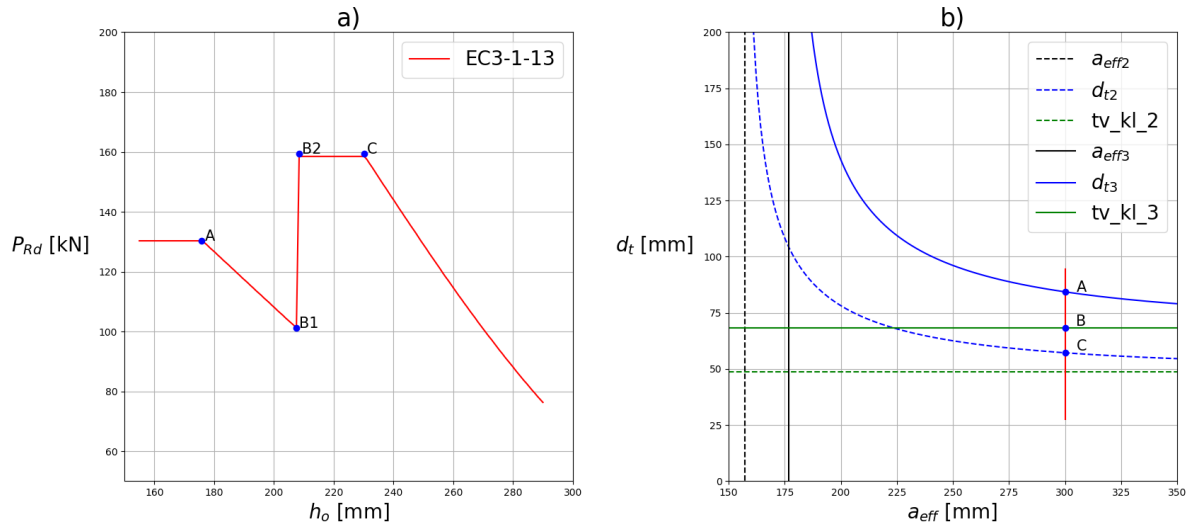 a)
200
180
160
140
120
100
80
60
P_Rd [kN]
160
180
200
220
240
260
280
300
h_o [mm]
EC3-1-13
A
B1
B2
C
b)
200
175
150
125
100
75
50
25
0
d_t [mm]
150
175
200
225
250
275
300
325
350
a_eff [mm]
a_eff2
d_t2
tv_kl_2
a_eff3
d_t3
tv_kl_3
A
B
C